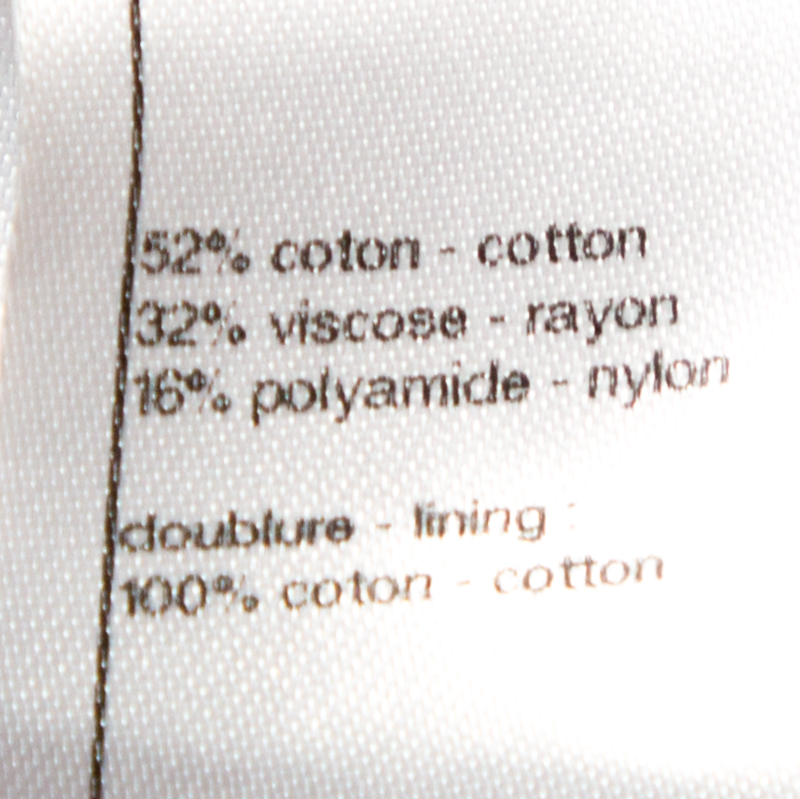 52% coton - cotton
32% viscose - rayon
16% polyamide - nylon
doublure - lining :
100% coton - cotton